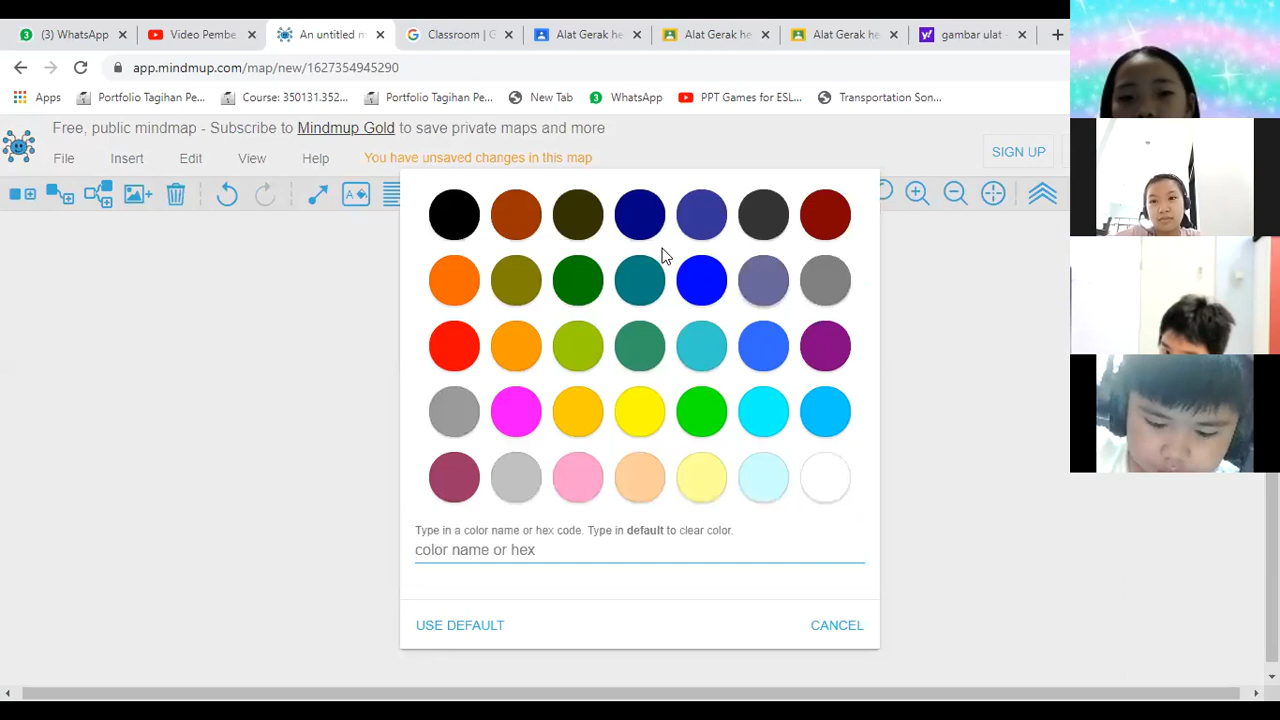 (3) WhatsApp
Video Pembe
An untitled m
Classroom | G
Alat Gerak he
Alat Gerak he
Alat Gerak he
gambar ulat -
app.mindmup.com/map/new/1627354945290
Apps
Portfolio Tagihan Pe...
Course: 350131.352...
Portfolio Tagihan Pe...
New Tab
WhatsApp
PPT Games for ESL...
Transportation Son...
Free, public mindmap - Subscribe to Mindmup Gold to save private maps and more
File Insert Edit View Help You have unsaved changes in this map
SIGN UP
Type in a color name or hex code. Type in default to clear color.
color name or hex
USE DEFAULT
CANCEL